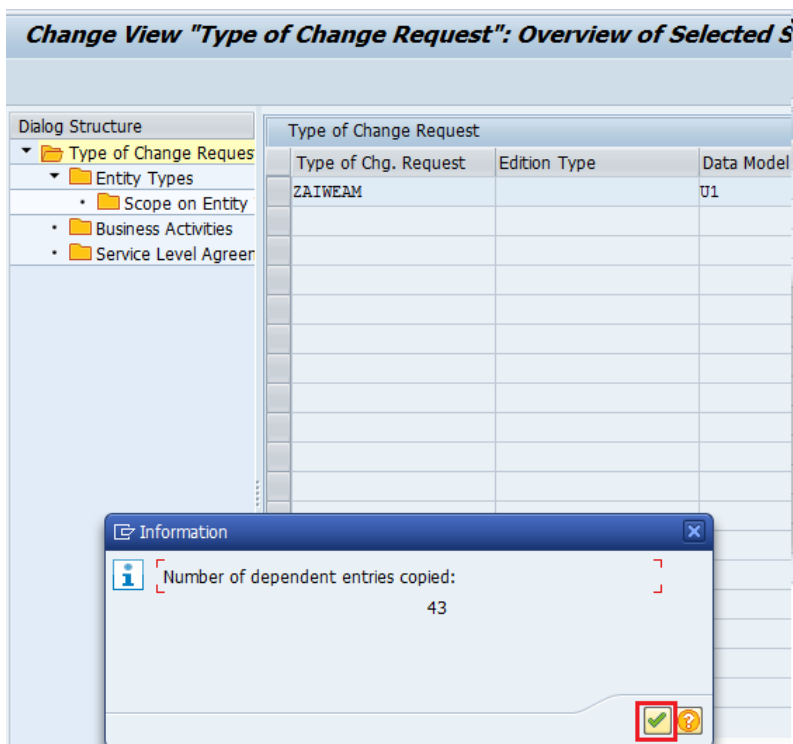 Change View "Type of Change Request": Overview of Selected S
Dialog Structure
Type of Change Reques
Entity Types
Scope on Entity
Business Activities
Service Level Agreer
Type of Change Request
Type of Chg. Request Edition Type Data Model
ZAIWEAM U1
Information
Number of dependent entries copied:
43